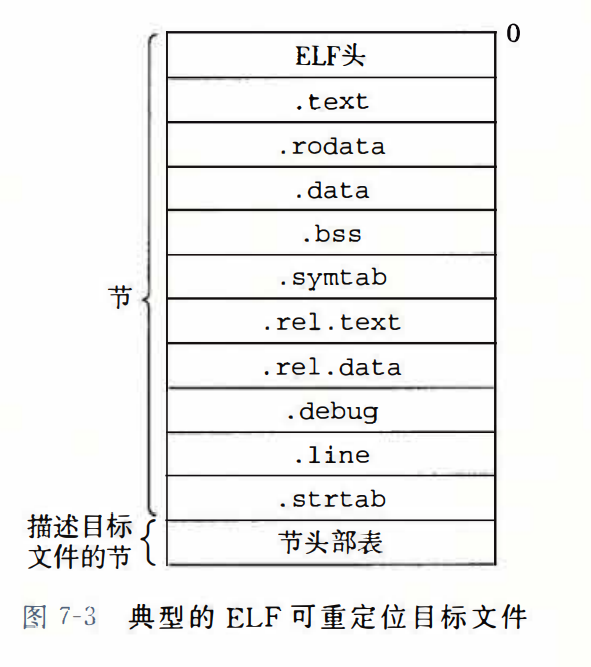 0
ELF头
.text
.rodata
.data
.bss
.symtab
节
.rel.text
.rel.data
.debug
.line
.strtab
描述目标
文件的节
节头部表
图 7-3 典型的 ELF 可重定位目标文件